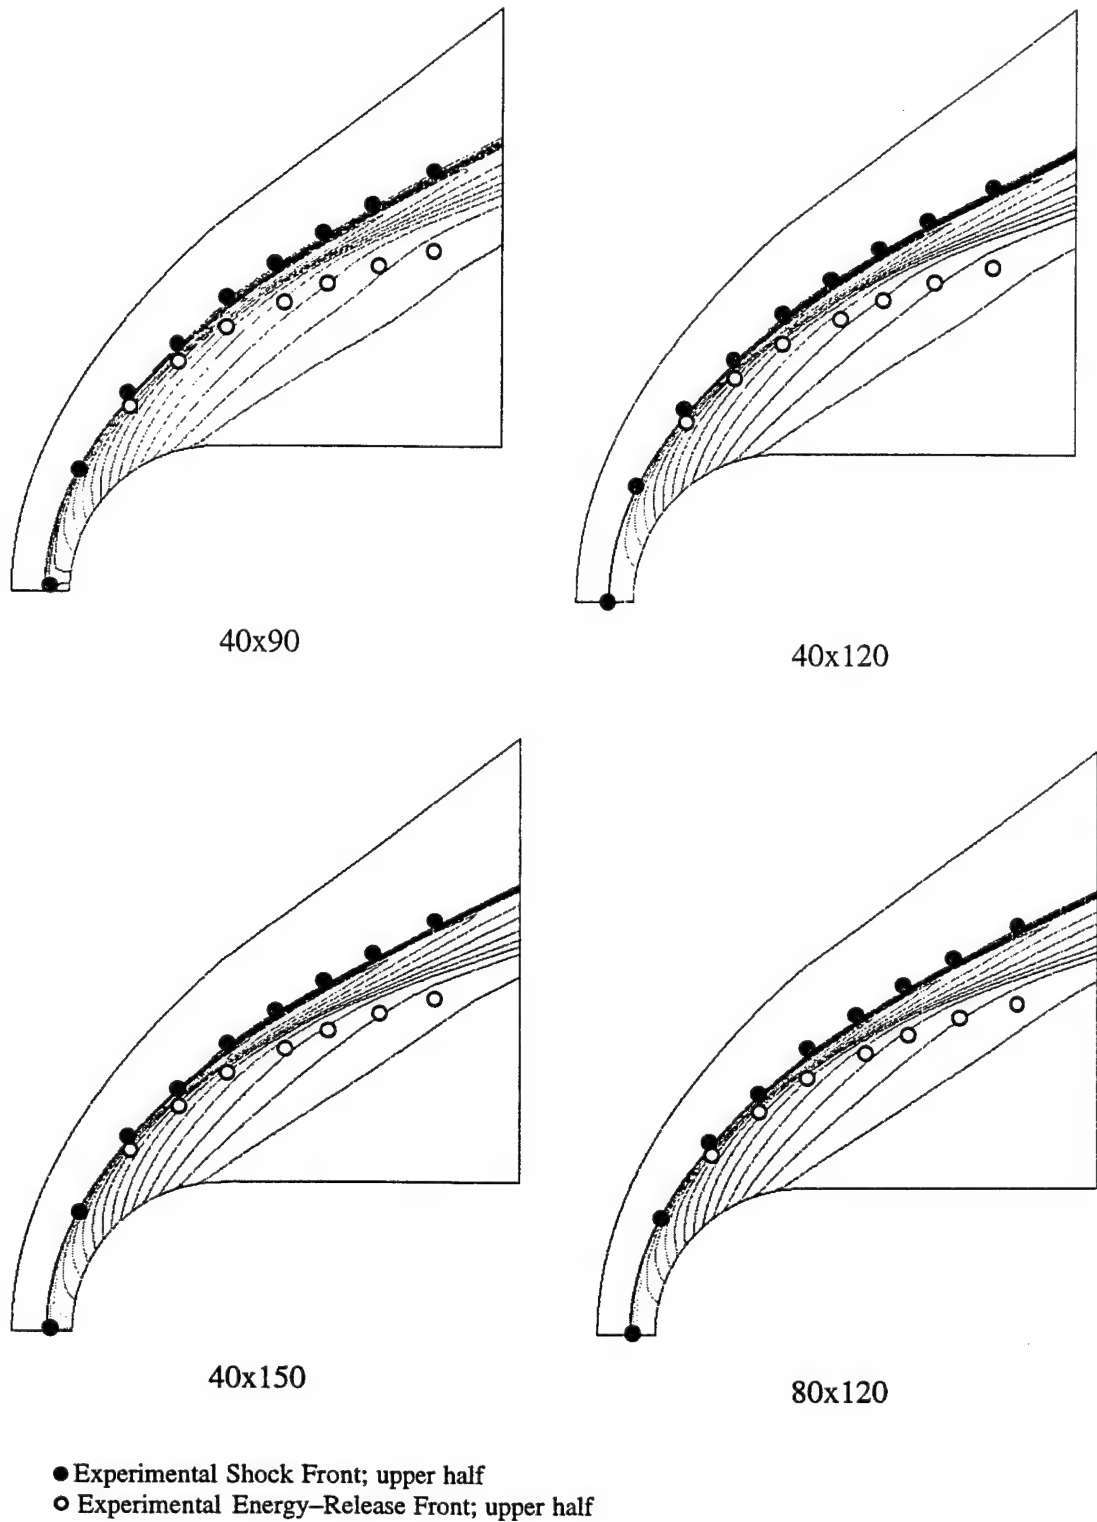 40x90
40x120
40x150
80x120
Experimental Shock Front; upper half
Experimental Energy–Release Front; upper half